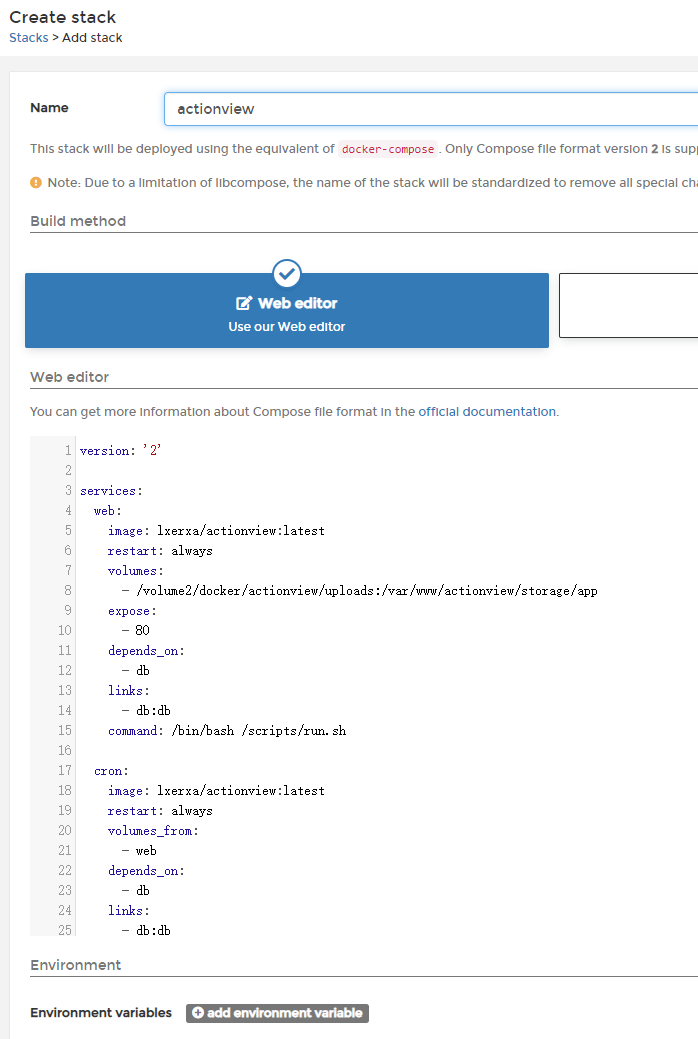 Create stack
Stacks > Add stack
Name actionview
This stack will be deployed using the equivalent of docker-compose . Only Compose file format version 2 is
Note: Due to a limitation of libcompose, the name of the stack will be standardized to remove all special
Build method
Web editor
Use our Web editor
Web editor
You can get more information about Compose file format in the official documentation.
1 version: '2'
2
3 services:
4 web:
5 image: lxerxa/actionview:latest
6 restart: always
7 volumes:
8 - /volume2/docker/actionview/uploads:/var/www/actionview/storage/app
9 expose:
10 - 80
11 depends_on:
12 - db
13 links:
14 - db:db
15 command: /bin/bash /scripts/run.sh
16
17 cron:
18 image: lxerxa/actionview:latest
19 restart: always
20 volumes_from:
21 - web
22 depends_on:
23 - db
24 links:
25 - db:db
Environment
Environment variables add environment variable